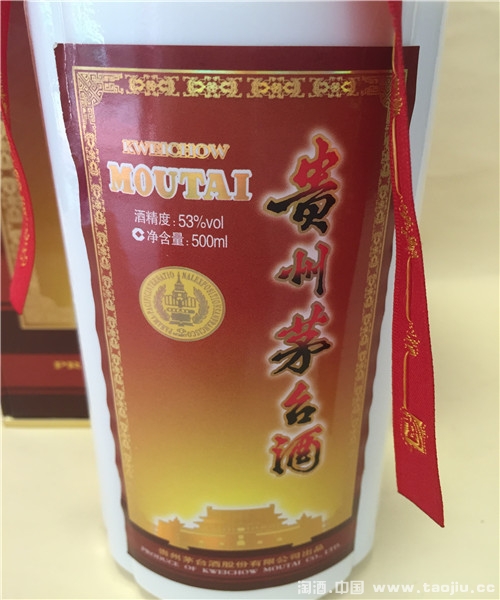 KWEICHOW
MOUTAI
酒精度:53%vol
净含量:500ml
贵州茅台酒
贵州茅台酒股份有限公司出品
PRODUCE OF KWEICHOW MOUTAI CO., LTD.
淘酒.中国 www.taojiu.cc